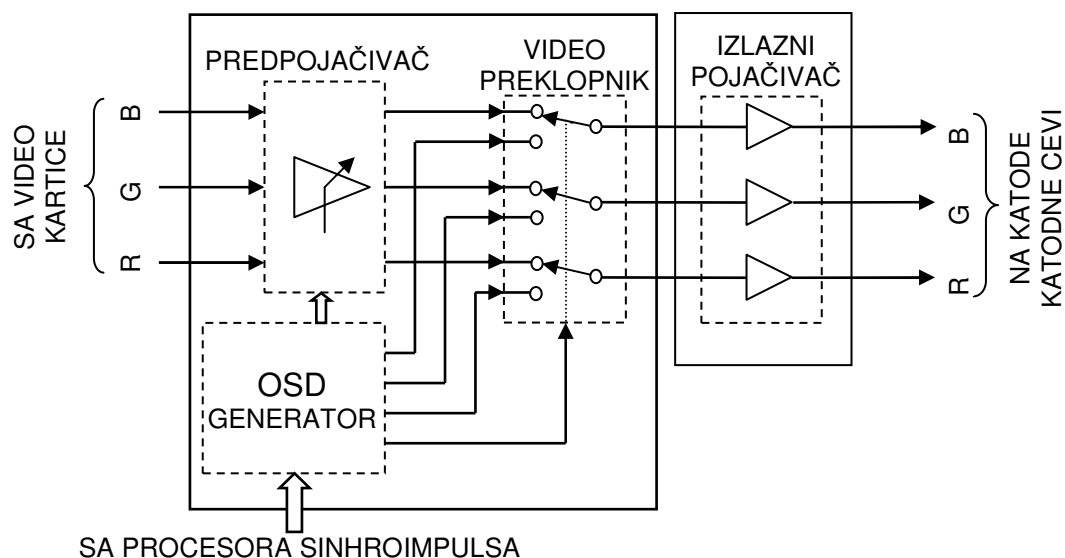 PREDPOJAČIVAČ
VIDEO
PREKLOPNIK
IZLAZNI
POJAČIVAČ
SA VIDEO
KARTICE
B
G
R
B
G
R
NA KATODE
KATODNE CEVI
OSD
GENERATOR
SA PROCESORA SINHROIMPULSA